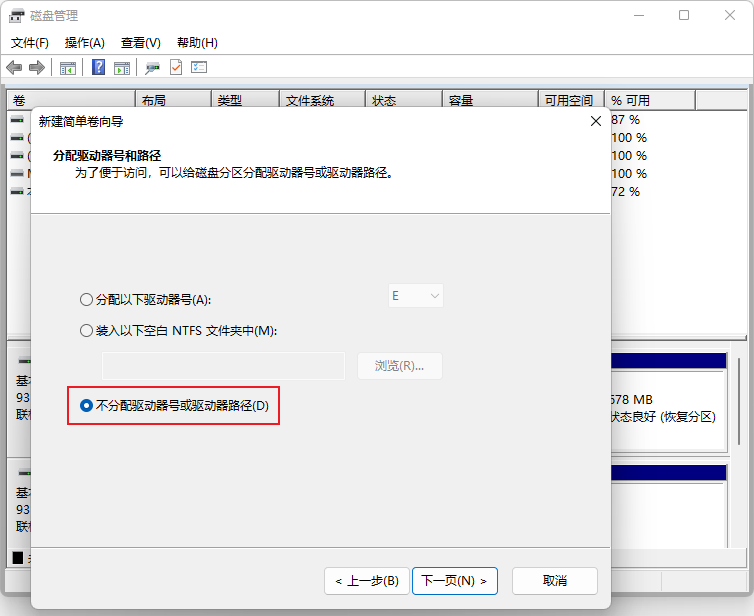 磁盘管理
文件(F) 操作(A) 查看(V) 帮助(H)
卷 布局 类型 文件系统 状态 容量 可用空间 % 可用
87 %
100 %
100 %
100 %
72 %
新建简单卷向导
分配驱动器号和路径
为了便于访问，可以给磁盘分区分配驱动器号或驱动器路径。
分配以下驱动器号(A): E
装入以下空白 NTFS 文件夹中(M):
浏览(R)...
不分配驱动器号或驱动器路径(D)
基
93
联
678 MB
状态良好 (恢复分区)
基
93
联
< 上一步(B) 下一页(N) > 取消